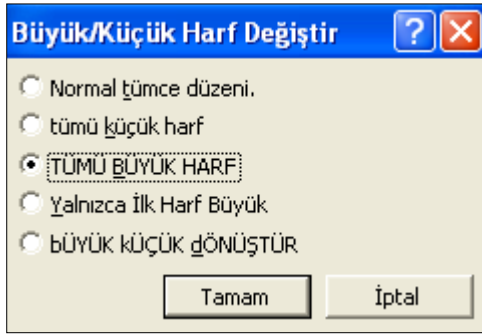 Büyük/Küçük Harf Değiştir
Normal tümce düzeni.
tümü küçük harf
TÜMÜ BÜYÜK HARF
Yalnızca İlk Harf Büyük
bÜYÜK kÜÇÜK dÖNÜŞTÜR
Tamam İptal